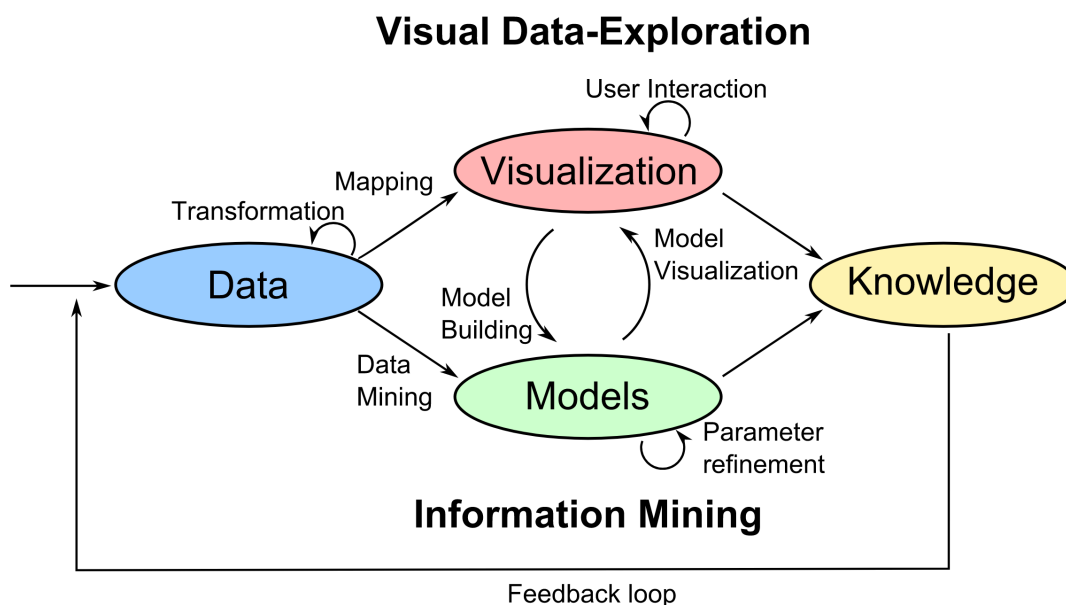 Visual Data-Exploration
User Interaction
Visualization
Mapping
Transformation
Data
Model
Visualization
Knowledge
Model
Building
Data
Mining
Models
Parameter
refinement
Information Mining
Feedback loop